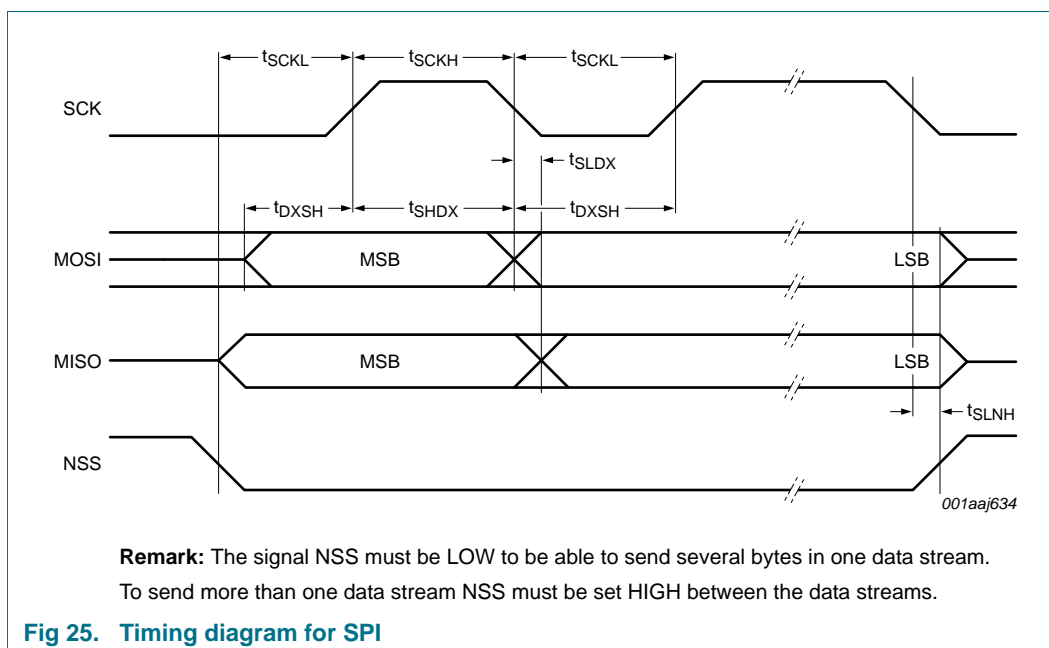 tSCKL tSCKH tSCKL
SCK
tSLDX
tDXSH tSHDX tDXSH
MOSI MSB LSB
MISO MSB LSB
tSLNH
NSS
001aaj634
Remark: The signal NSS must be LOW to be able to send several bytes in one data stream.
To send more than one data stream NSS must be set HIGH between the data streams.
Fig 25. Timing diagram for SPI